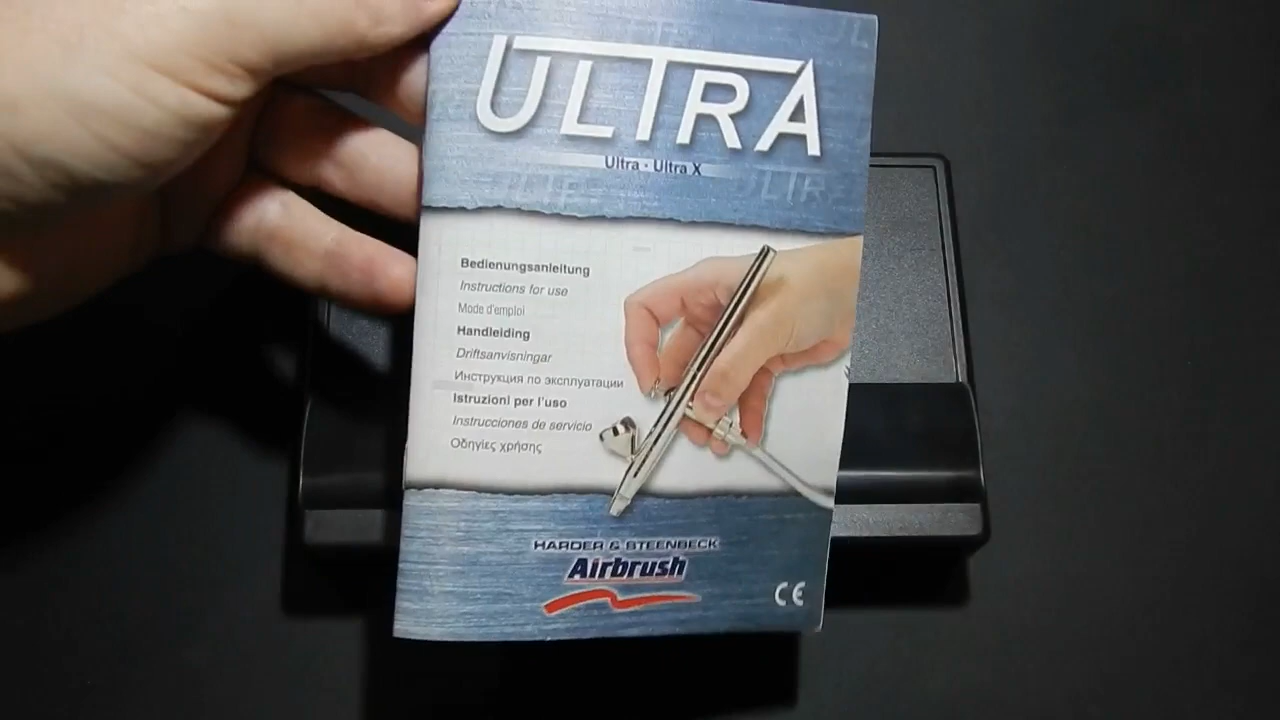 ULTRA
Ultra - Ultra X
Bedienungsanleitung
Instructions for use
Mode d'emploi
Handleiding
Driftsanvisningar
Инструкция по эксплуатации
Istruzioni per l'uso
Instrucciones de servicio
Οδηγίες χρήσης
HARDER & STEENBECK
Airbrush
CE